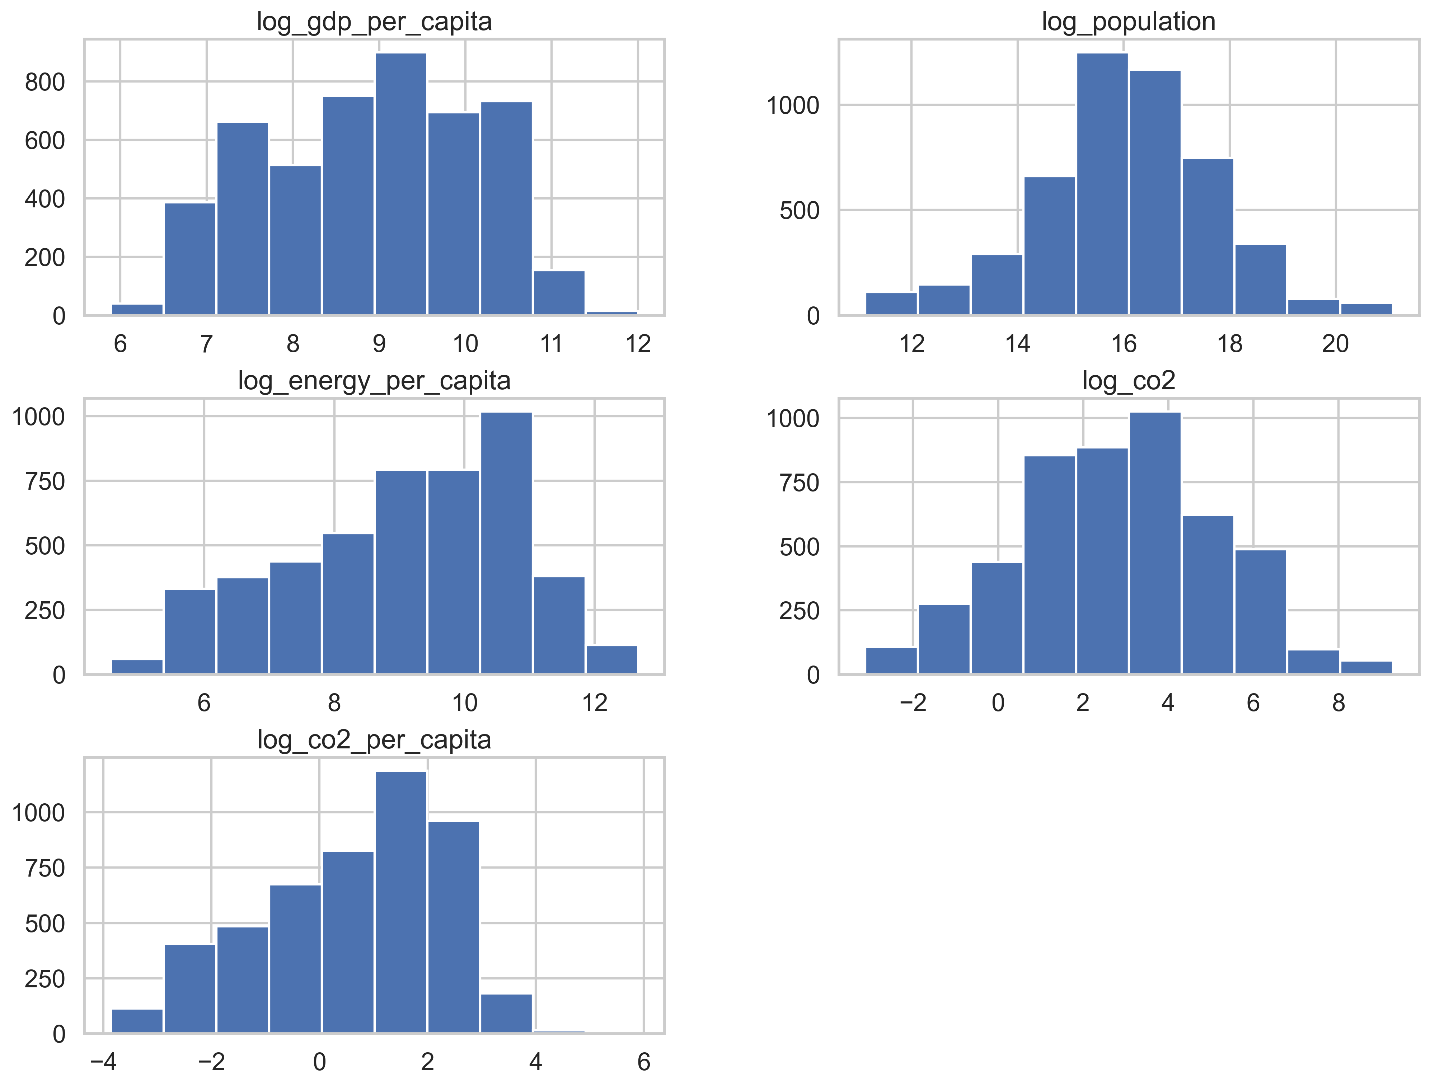 log_gdp_per_capita
800
600
400
200
0
6 7 8 9 10 11 12
log_population
1000
500
0
12 14 16 18 20
log_energy_per_capita
1000
750
500
250
0
6 8 10 12
log_co2
1000
750
500
250
0
−2 0 2 4 6 8
log_co2_per_capita
1000
750
500
250
0
−4 −2 0 2 4 6